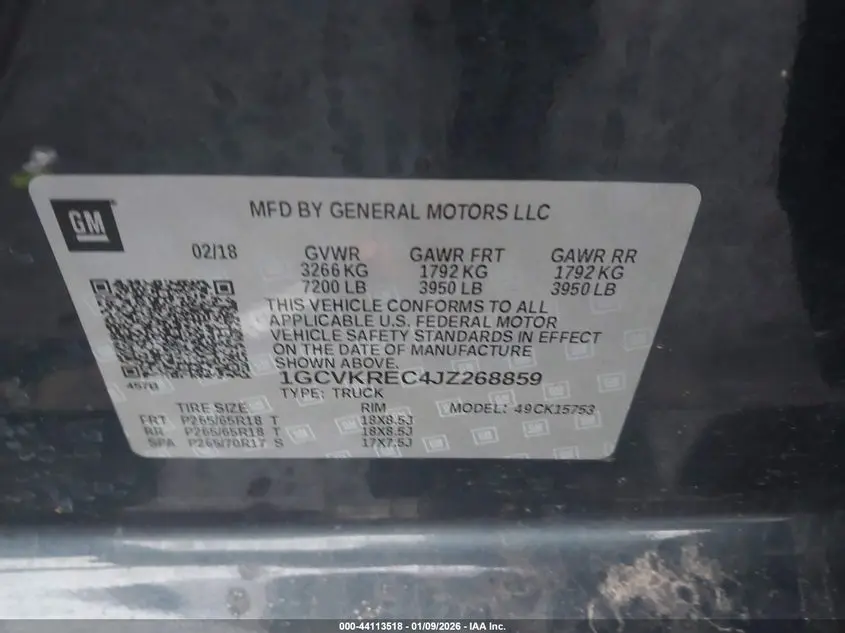 GM
MFD BY GENERAL MOTORS LLC
02/18 GVWR GAWR FRT GAWR RR
3266 KG 1792 KG 1792 KG
7200 LB 3950 LB 3950 LB
THIS VEHICLE CONFORMS TO ALL
APPLICABLE U.S. FEDERAL MOTOR
VEHICLE SAFETY STANDARDS IN EFFECT
ON THE DATE OF MANUFACTURE
SHOWN ABOVE.
1GCVKREC4JZ268859
TYPE: TRUCK
TIRE SIZE RIM MODEL: 49CK15753
FRT P265/65R18 T 18X8.5J
RR P265/65R18 T 18X8.5J
SPA P265/70R17 S 17X7.5J
000-44113518 - 01/09/2026 - IAA Inc.